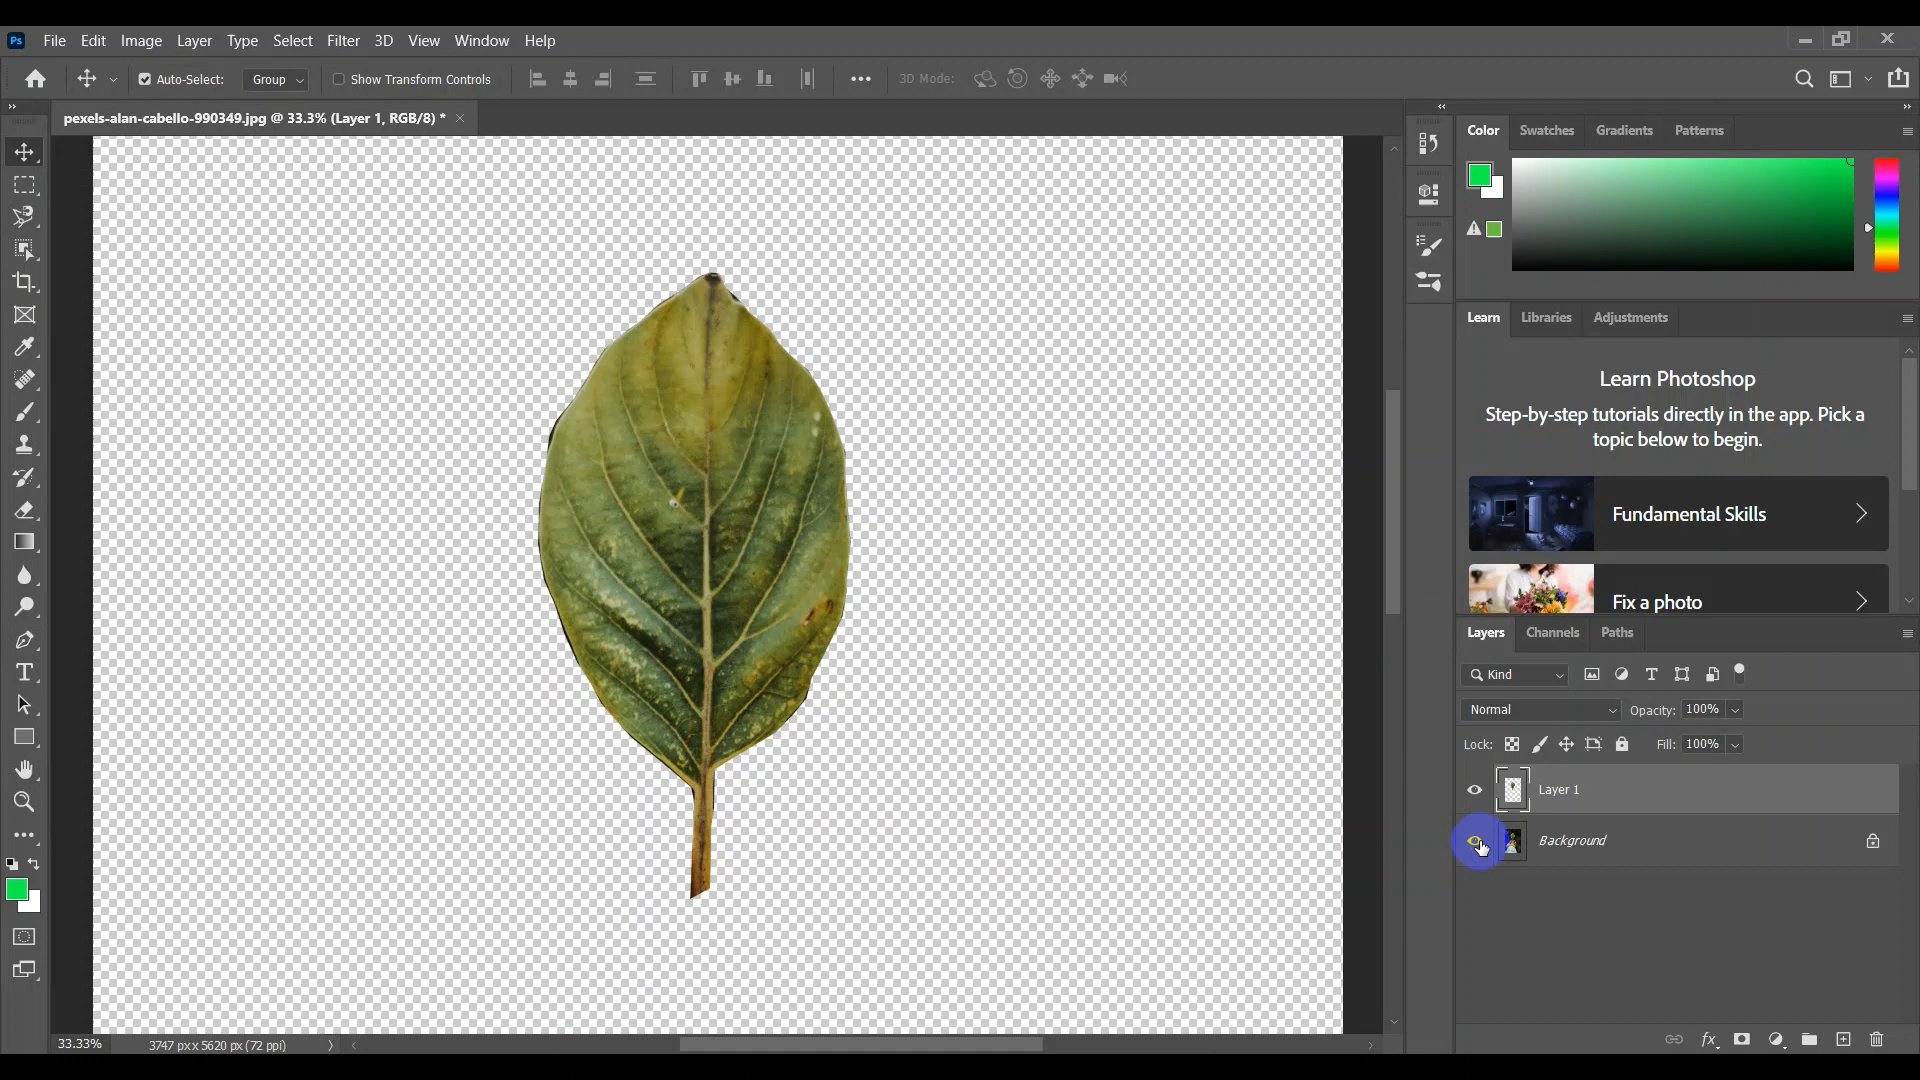 Ps File Edit Image Layer Type Select Filter 3D View Window Help
Auto-Select: Group Show Transform Controls ••• 3D Mode:
pexels-alan-cabello-990349.jpg @ 33.3% (Layer 1, RGB/8) *
Color Swatches Gradients Patterns
Learn Libraries Adjustments
Learn Photoshop
Step-by-step tutorials directly in the app. Pick a
topic below to begin.
Fundamental Skills
Fix a photo
Layers Channels Paths
Kind
Normal Opacity: 100%
Lock: Fill: 100%
Layer 1
Background
33.33% 3747 px x 5620 px (72 ppi)
fx